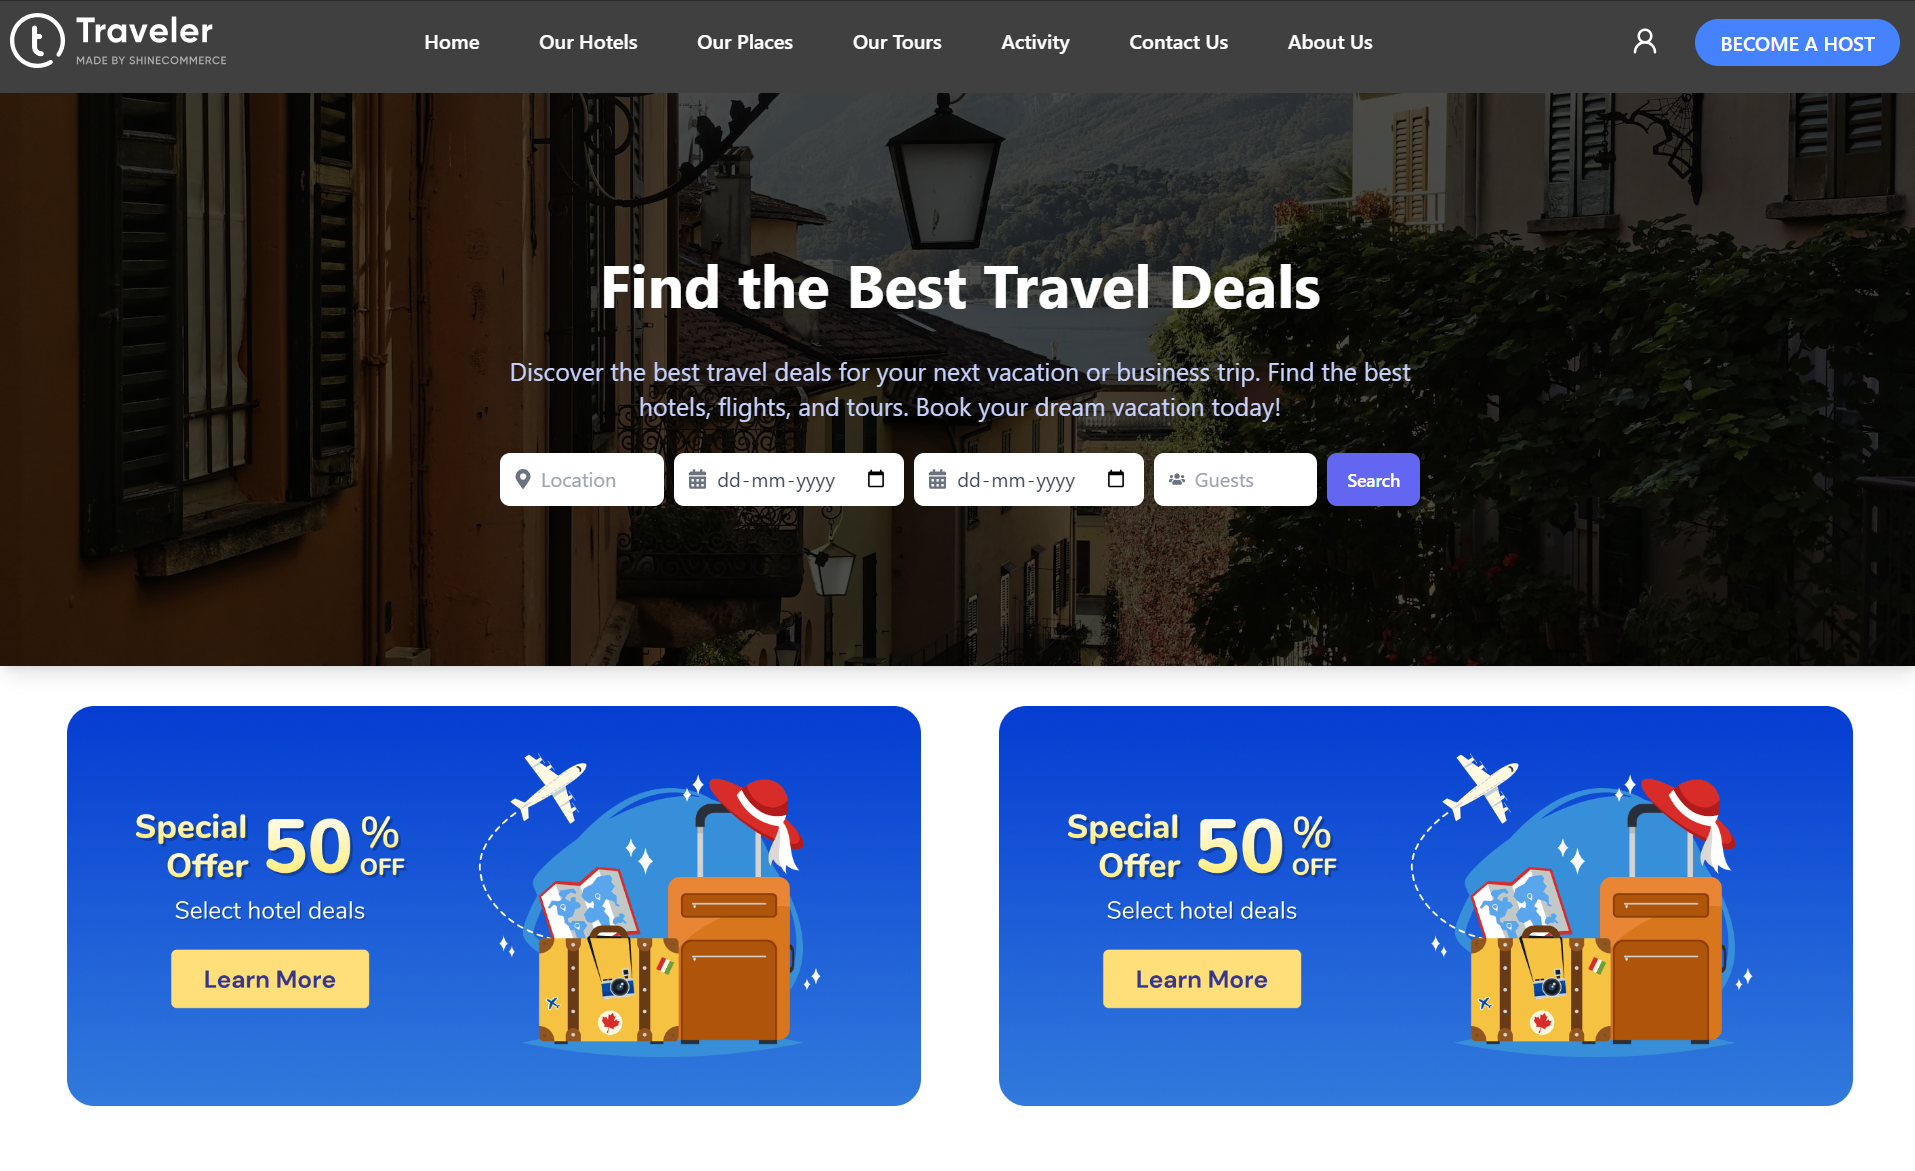 Traveler
MADE BY SHINECOMMERCE
Home
Our Hotels
Our Places
Our Tours
Activity
Contact Us
About Us
BECOME A HOST
Find the Best Travel Deals
Discover the best travel deals for your next vacation or business trip. Find the best
hotels, flights, and tours. Book your dream vacation today!
Location
dd-mm-yyyy
dd-mm-yyyy
Guests
Search
Special
Offer
50%
OFF
Select hotel deals
Learn More
Special
Offer
50%
OFF
Select hotel deals
Learn More